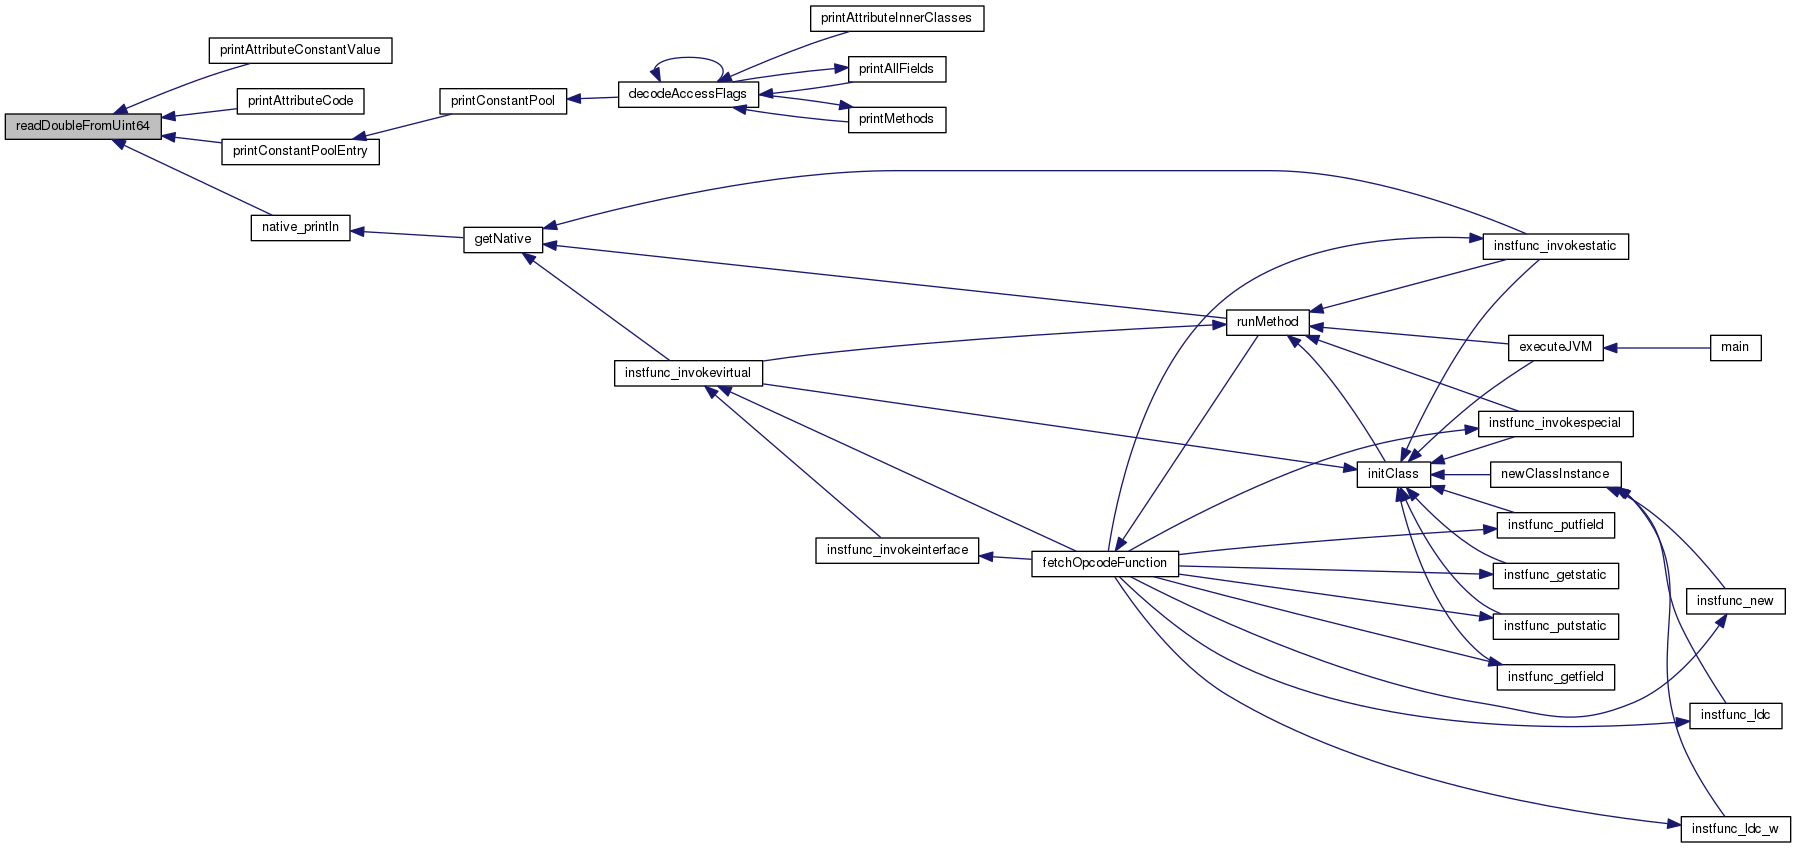 printAttributeInnerClasses
printAttributeConstantValue
printAllFields
decodeAccessFlags
printAttributeCode
printConstantPool
printMethods
readDoubleFromUint64
printConstantPoolEntry
native_println
getNative
instfunc_invokestatic
runMethod
executeJVM
main
instfunc_invokevirtual
instfunc_invokespecial
initClass
newClassInstance
instfunc_putfield
instfunc_invokeinterface
fetchOpcodeFunction
instfunc_getstatic
instfunc_new
instfunc_putstatic
instfunc_getfield
instfunc_ldc
instfunc_ldc_w